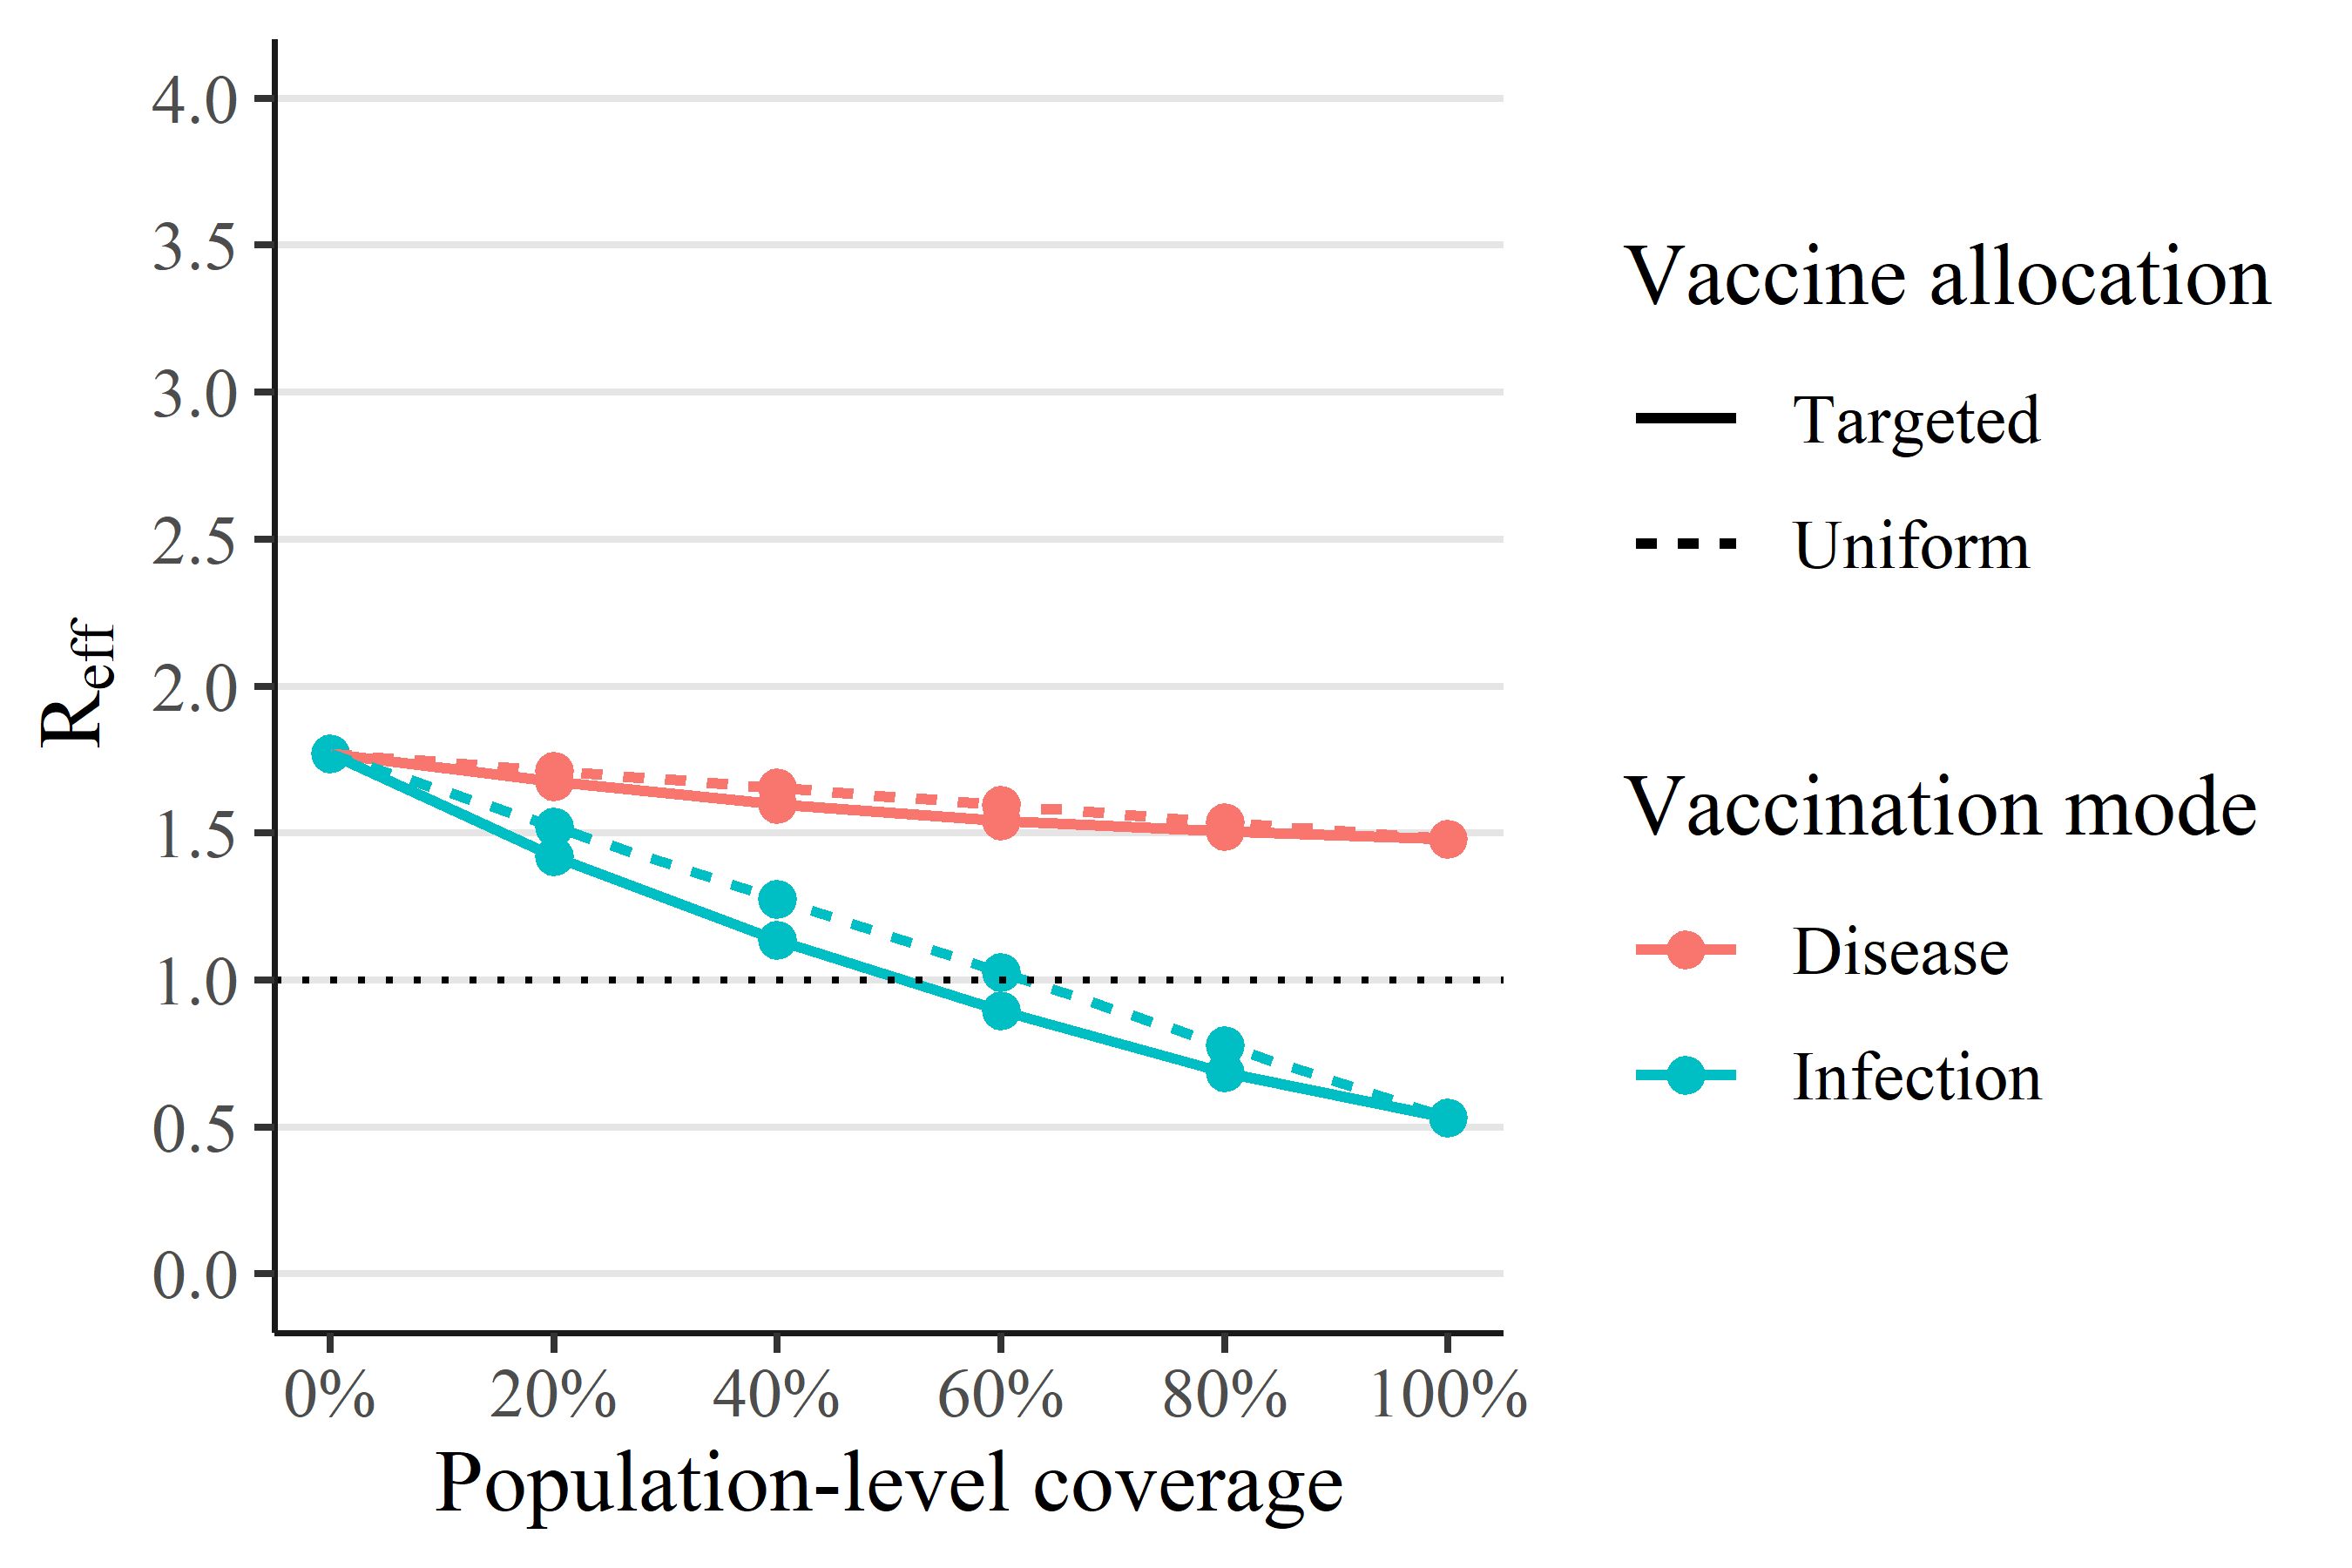 4.0
3.5
3.0
2.5
2.0
1.5
1.0
0.5
0.0
Reff
0%
20%
40%
60%
80%
100%
Population-level coverage
Vaccine allocation
Targeted
Uniform
Vaccination mode
Disease
Infection